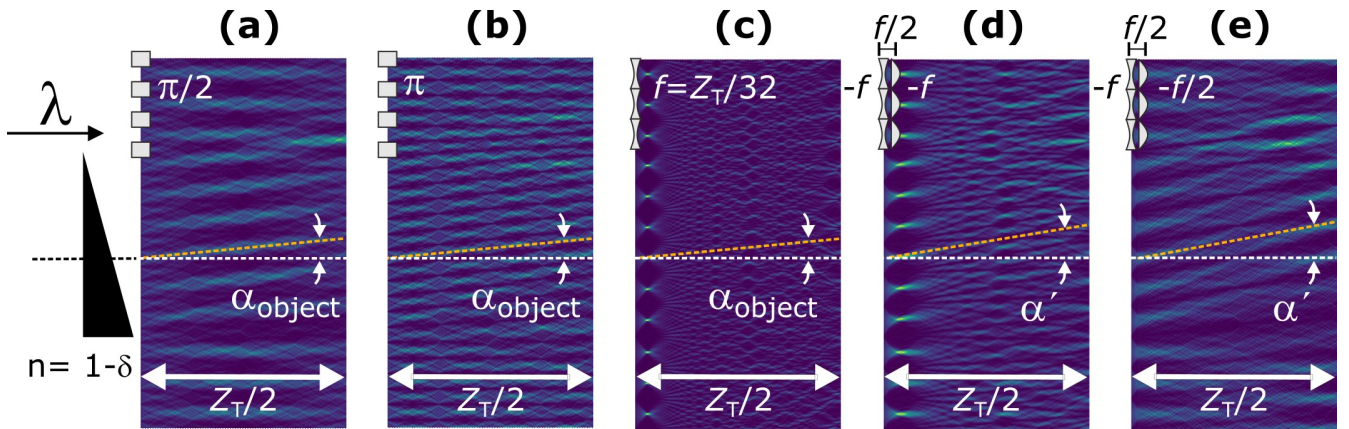 (a)
(b)
(c)
(d)
(e)
f/2
f/2
λ
π/2
π
f=Z_T/32
-f
-f
-f
-f/2
α_object
α_object
α_object
α´
α´
n= 1-δ
Z_T/2
Z_T/2
Z_T/2
Z_T/2
Z_T/2